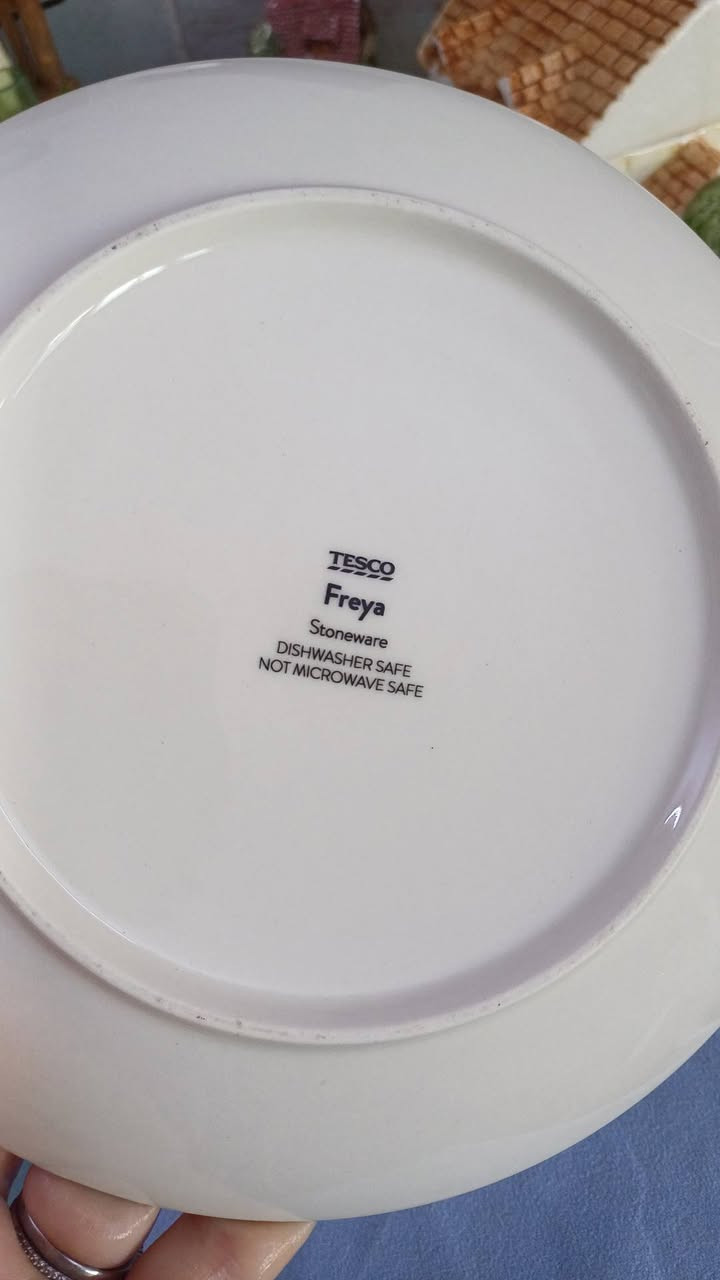 TESCO
Freya
Stoneware
DISHWASHER SAFE
NOT MICROWAVE SAFE